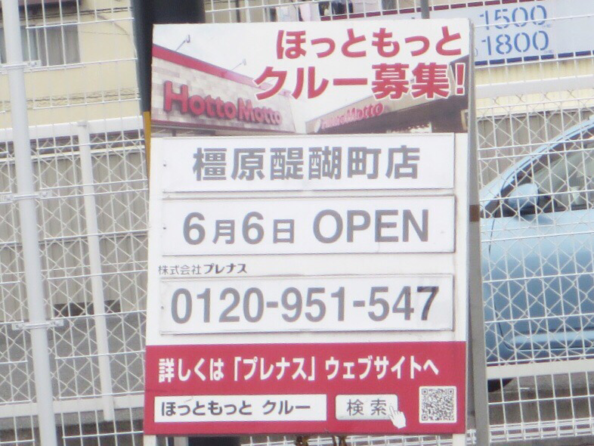 1500
1800
ほっともっと
クルー募集!
HottoMotto
HottoMotto
橿原醍醐町店
6月6日 OPEN
株式会社プレナス
0120-951-547
詳しくは「プレナス」ウェブサイトへ
ほっともっと クルー 検索